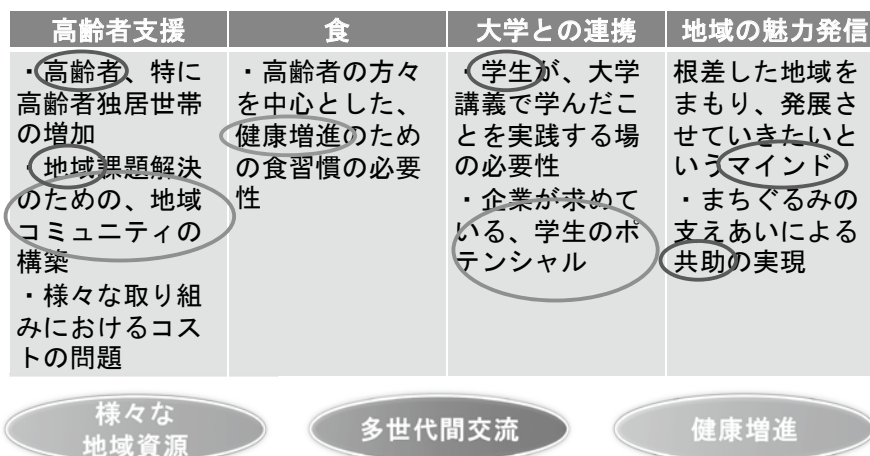 高齢者支援
・高齢者、特に
高齢者独居世帯
の増加
・地域課題解決
のための、地域
コミュニティの
構築
・様々な取り組
みにおけるコス
トの問題
食
・高齢者の方々
を中心とした、
健康増進のため
の食習慣の必要
性
大学との連携
・学生が、大学
講義で学んだこ
とを実践する場
の必要性
・企業が求めて
いる、学生のポ
テンシャル
地域の魅力発信
根差した地域を
まもり、発展さ
せていきたいと
いうマインド
・まちぐるみの
支えあいによる
共助の実現
様々な
地域資源
多世代間交流
健康増進